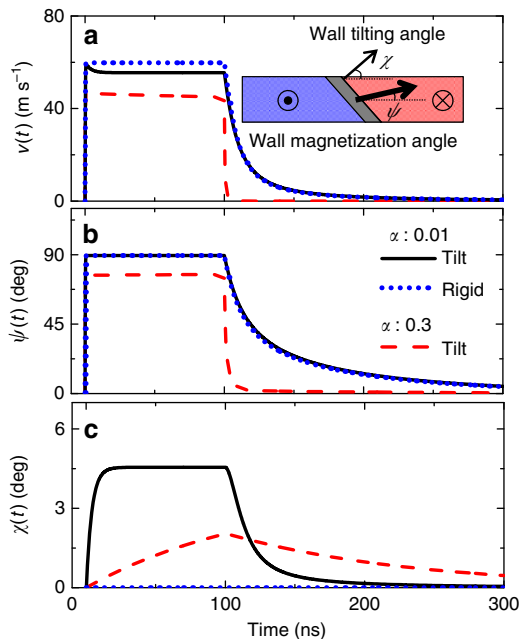 a
80
40
0
v(t) (m s⁻¹)
Wall tilting angle
χ
ψ
Wall magnetization angle
b
90
45
0
ψ(t) (deg)
α : 0.01
Tilt
Rigid
α : 0.3
Tilt
c
6
3
0
χ(t) (deg)
0 100 200 300
Time (ns)